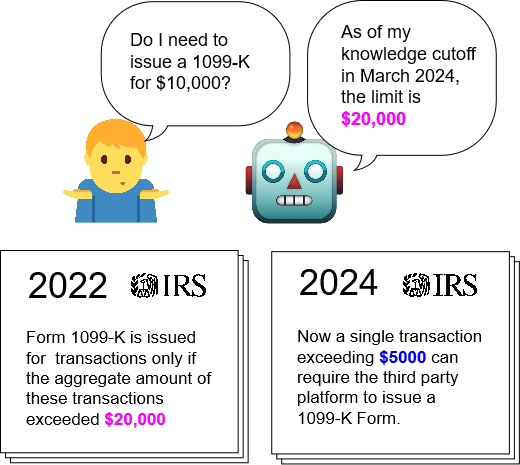 Do I need to
issue a 1099-K
for $10,000?
As of my
knowledge cutoff
in March 2024,
the limit is
$20,000
2022 IRS
Form 1099-K is issued
for transactions only if
the aggregate amount of
these transactions
exceeded $20,000
2024 IRS
Now a single transaction
exceeding $5000 can
require the third party
platform to issue a
1099-K Form.